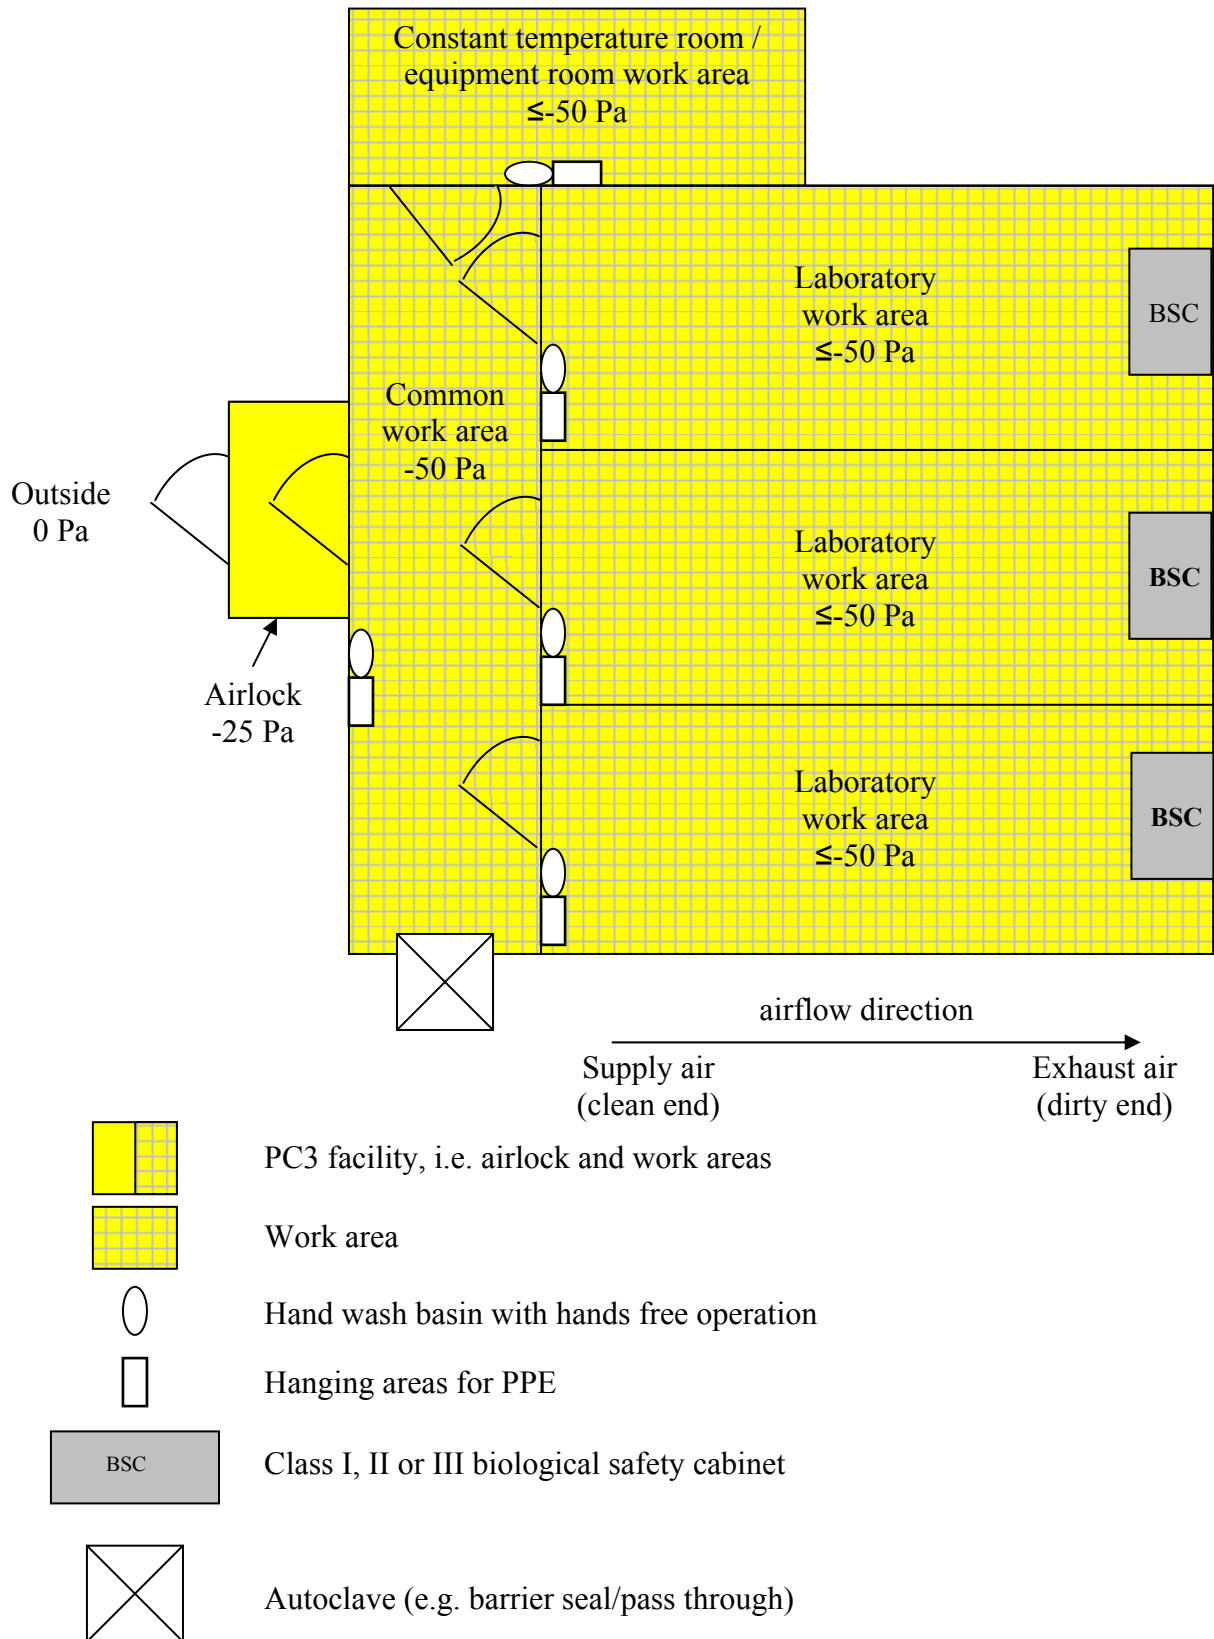 Constant temperature room /
equipment room work area
≤-50 Pa
Laboratory
work area
≤-50 Pa
BSC
Common
work area
-50 Pa
Outside
0 Pa
Laboratory
work area
≤-50 Pa
BSC
Airlock
-25 Pa
Laboratory
work area
≤-50 Pa
BSC
airflow direction
Supply air
(clean end)
Exhaust air
(dirty end)
PC3 facility, i.e. airlock and work areas
Work area
Hand wash basin with hands free operation
Hanging areas for PPE
BSC
Class I, II or III biological safety cabinet
Autoclave (e.g. barrier seal/pass through)